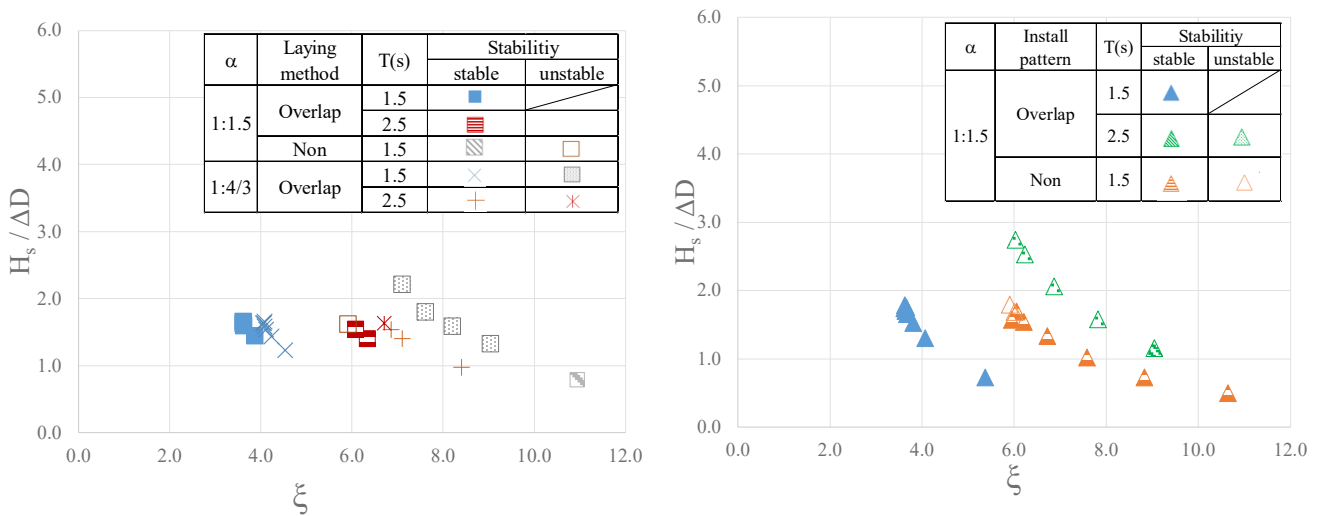 6.0
5.0
4.0
3.0
2.0
1.0
0.0
0.0 2.0 4.0 6.0 8.0 10.0 12.0
H_s / ΔD
ξ
α Laying method T(s) Stabilitiy
stable unstable
1:1.5 Overlap 1.5
2.5
Non 1.5
1:4/3 Overlap 1.5
2.5
6.0
5.0
4.0
3.0
2.0
1.0
0.0
0.0 2.0 4.0 6.0 8.0 10.0 12.0
H_s / ΔD
ξ
α Install pattern T(s) Stabilitiy
stable unstable
1:1.5 Overlap 1.5
2.5
Non 1.5